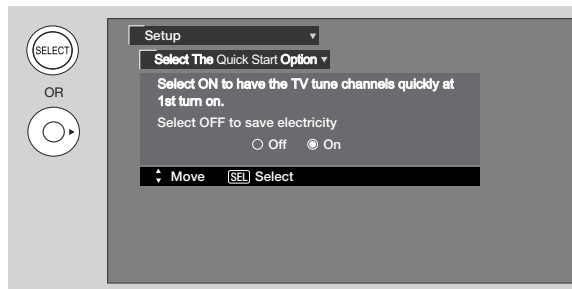 SELECT
OR
Setup
Select The Quick Start Option
Select ON to have the TV tune channels quickly at
1st turn on.
Select OFF to save electricity
Off On
Move SEL Select